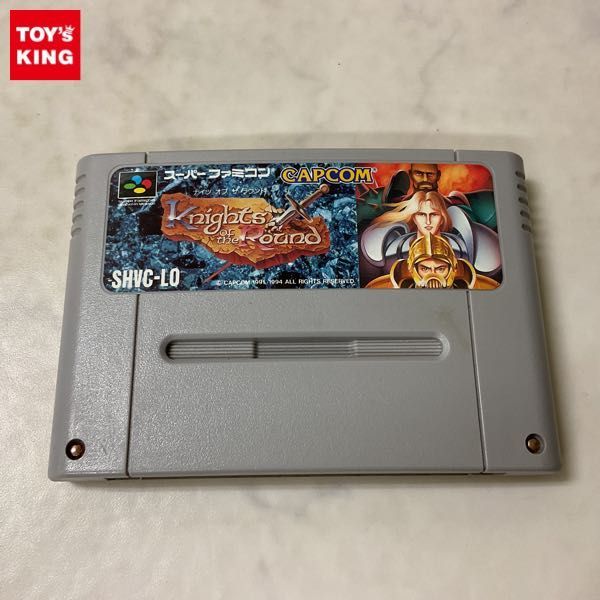 TOY'S
KING
スーパーファミコン CAPCOM
ナイツ オブ ザ ラウンド
Knights
of the Round
SHVC-LO
© CAPCOM 1991, 1994 ALL RIGHTS RESERVED.